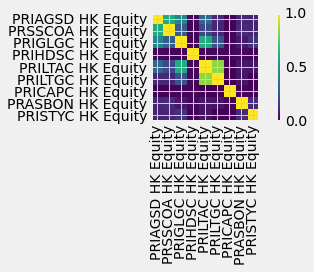 PRIAGSD HK Equity
PRSSCOA HK Equity
PRIGLGC HK Equity
PRIHDSC HK Equity
PRILTAC HK Equity
PRILTGC HK Equity
PRICAPC HK Equity
PRASBON HK Equity
PRISTYC HK Equity
1.0
0.5
0.0
PRIAGSD HK Equity
PRSSCOA HK Equity
PRIGLGC HK Equity
PRIHDSC HK Equity
PRILTAC HK Equity
PRILTGC HK Equity
PRICAPC HK Equity
PRASBON HK Equity
PRISTYC HK Equity